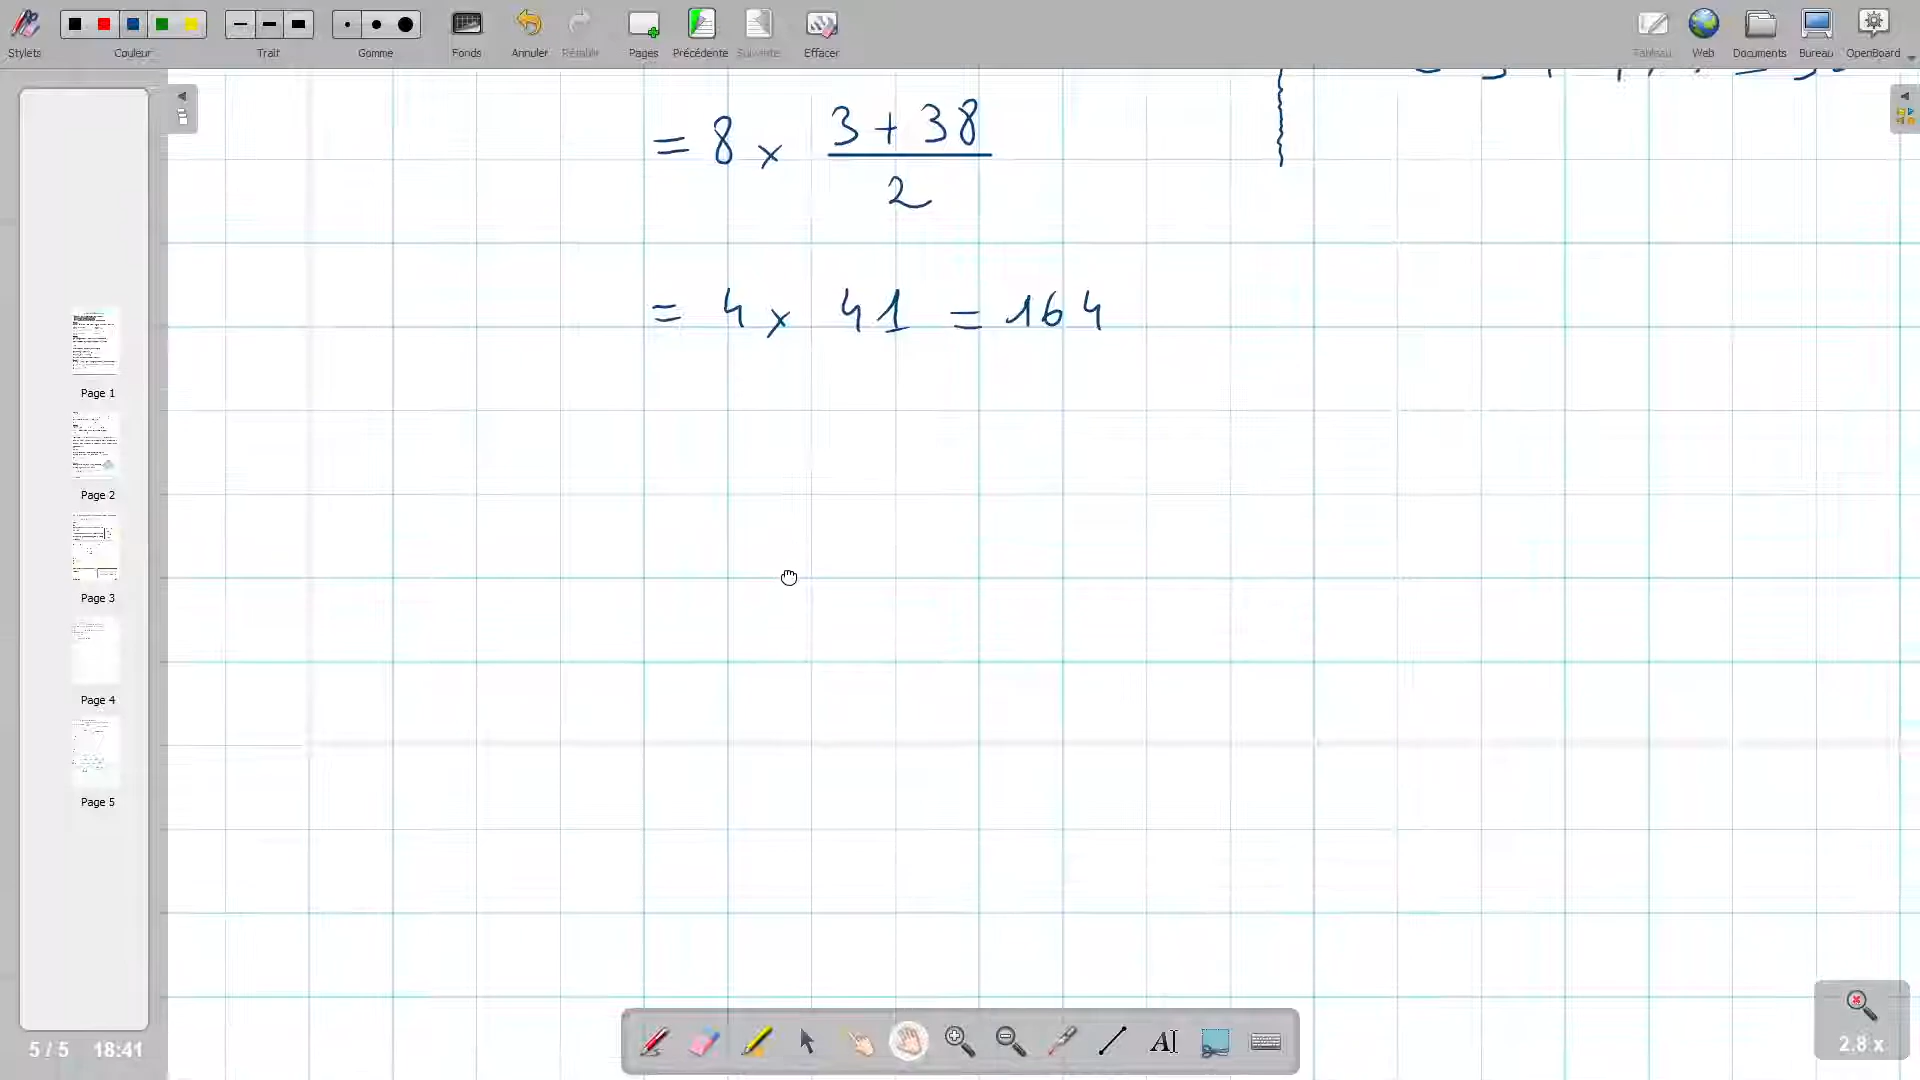 Stylets
Couleur
Trait
Gomme
Fonds
Annuler
Rétablir
Pages
Précédente
Suivante
Effacer
Tableau
Web
Documents
Bureau
OpenBoard
= 8 × (3 + 38)/2
= 4 × 41 = 164
Page 1
Page 2
Page 3
Page 4
Page 5
5 / 5 18:41
AI
2.8 x